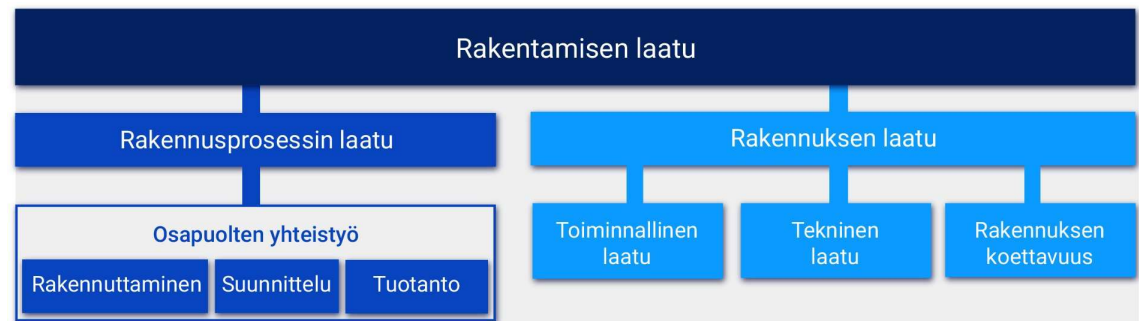 Rakentamisen laatu
Rakennusprosessin laatu
Rakennuksen laatu
Osapuolten yhteistyö
Rakennuttaminen
Suunnittelu
Tuotanto
Toiminnallinen
laatu
Tekninen
laatu
Rakennuksen
koettavuus